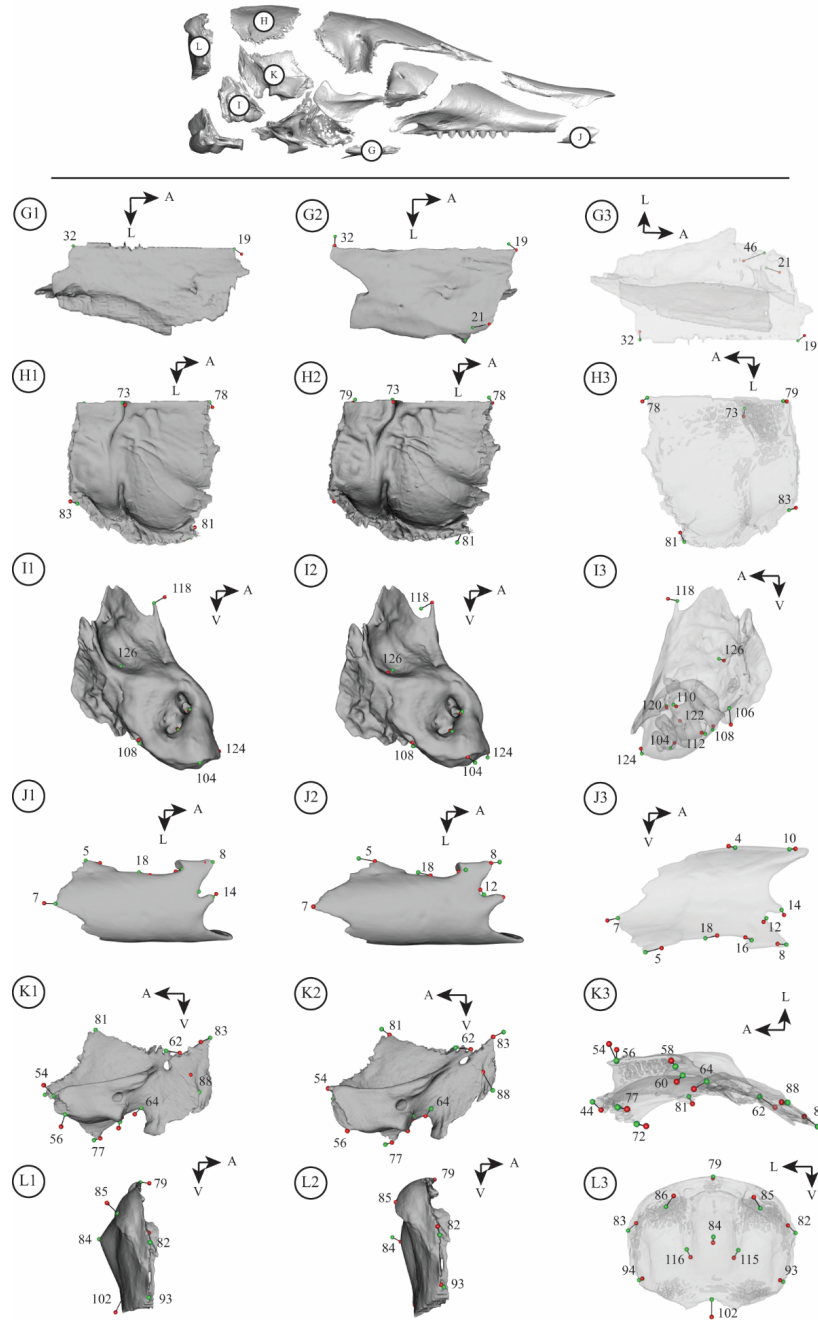 H
L
K
I
G
J
G1
A
L
32
19
G2
A
L
32
19
21
G3
L
A
46
21
32
19
H1
A
L
73
78
83
81
H2
A
L
79
73
78
81
H3
A
L
78
73
79
83
81
I1
A
V
118
126
108
124
104
I2
A
V
118
126
108
124
104
I3
A
V
118
126
120
110
106
122
104
112
108
124
J1
A
L
5
18
8
7
14
J2
A
L
5
18
8
12
7
J3
A
V
4
10
14
7
18
12
16
5
8
K1
A
V
81
62
83
54
88
64
56
77
K2
A
V
81
62
83
54
88
64
56
77
K3
L
A
54
56
58
64
60
44
77
81
62
88
72
L1
A
V
79
85
84
82
102
93
L2
A
V
79
85
82
84
93
L3
L
V
79
86
85
83
84
82
116
115
94
93
102